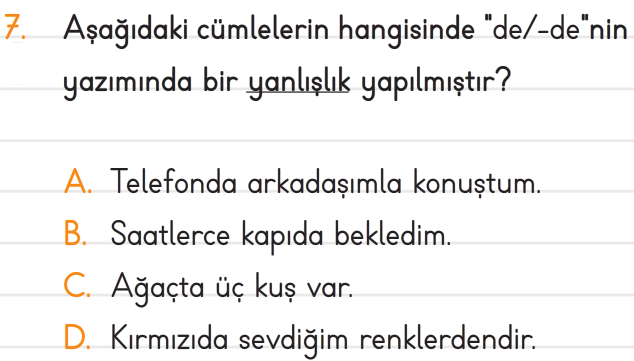 7. Aşağıdaki cümlelerin hangisinde "de/-de"nin
yazımında bir yanlışlık yapılmıştır?
A. Telefonda arkadaşımla konuştum.
B. Saatlerce kapıda bekledim.
C. Ağaçta üç kuş var.
D. Kırmızıda sevdiğim renklerdendir.